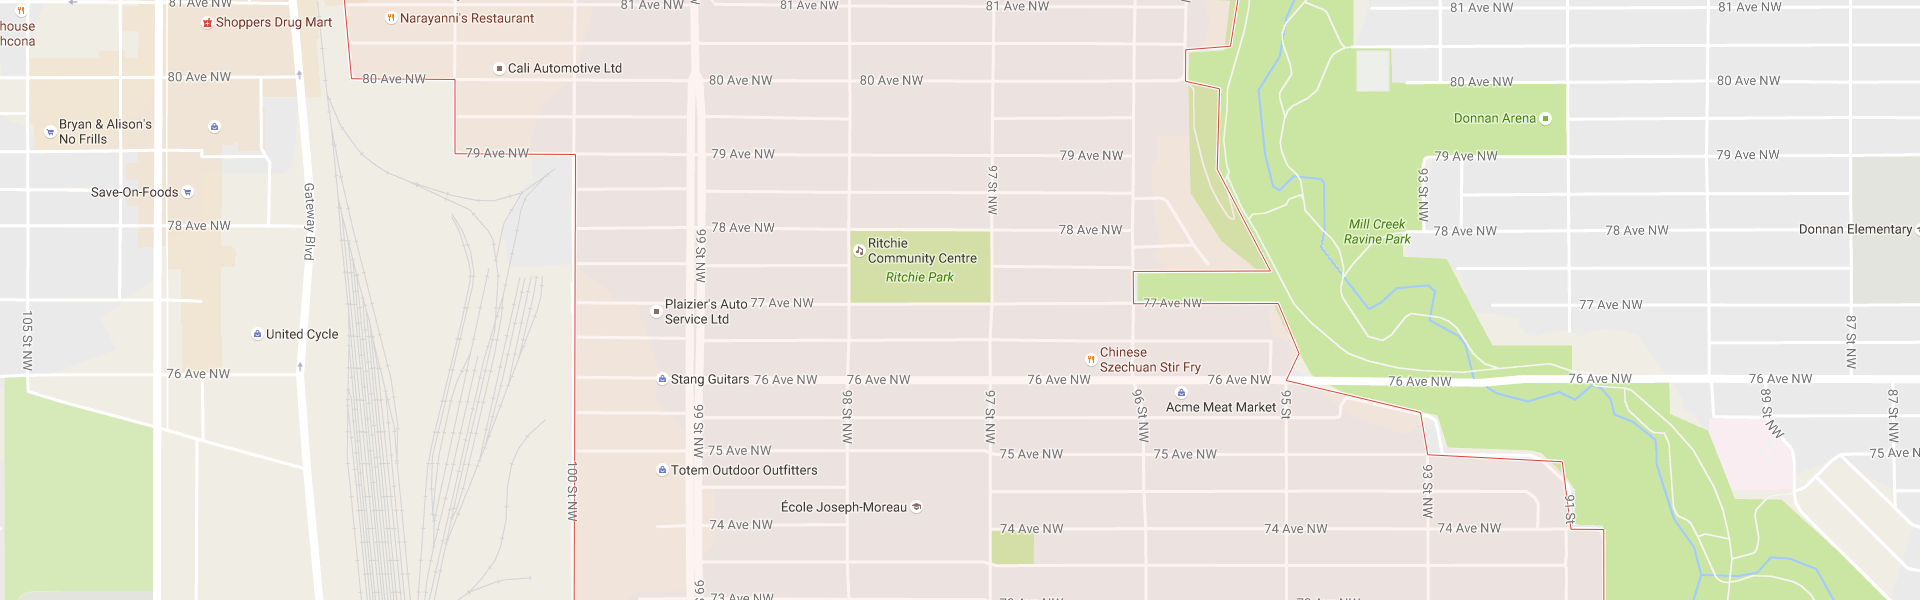 81 Ave NW
81 Ave NW
81 Ave NW
81 Ave NW
81 Ave NW
81 Ave NW
house
hcona
Shoppers Drug Mart
Narayanni's Restaurant
80 Ave NW
80 Ave NW
Cali Automotive Ltd
80 Ave NW
80 Ave NW
80 Ave NW
80 Ave NW
Bryan & Alison's
No Frills
Donnan Arena
79 Ave NW
79 Ave NW
79 Ave NW
79 Ave NW
79 Ave NW
Save-On-Foods
Gateway Blvd
97 St NW
93 St NW
78 Ave NW
78 Ave NW
78 Ave NW
Mill Creek
Ravine Park
78 Ave NW
78 Ave NW
Donnan Elementary
99 St NW
Ritchie
Community Centre
Ritchie Park
77 Ave NW
77 Ave NW
77 Ave NW
Plaizier's Auto
Service Ltd
105 St NW
United Cycle
87 St NW
Chinese
Szechuan Stir Fry
76 Ave NW
Stang Guitars
76 Ave NW
76 Ave NW
76 Ave NW
76 Ave NW
76 Ave NW
76 Ave NW
76 Ave NW
Acme Meat Market
99 St NW
98 St NW
97 St NW
96 St NW
95 St
89 St NW
87 St NW
75 Ave NW
75 Ave NW
75 Ave NW
75 Ave N
Totem Outdoor Outfitters
100 St NW
93 St NW
91 St
École Joseph-Moreau
74 Ave NW
74 Ave NW
74 Ave NW
74 Ave NW
99 S
73 Ave NW